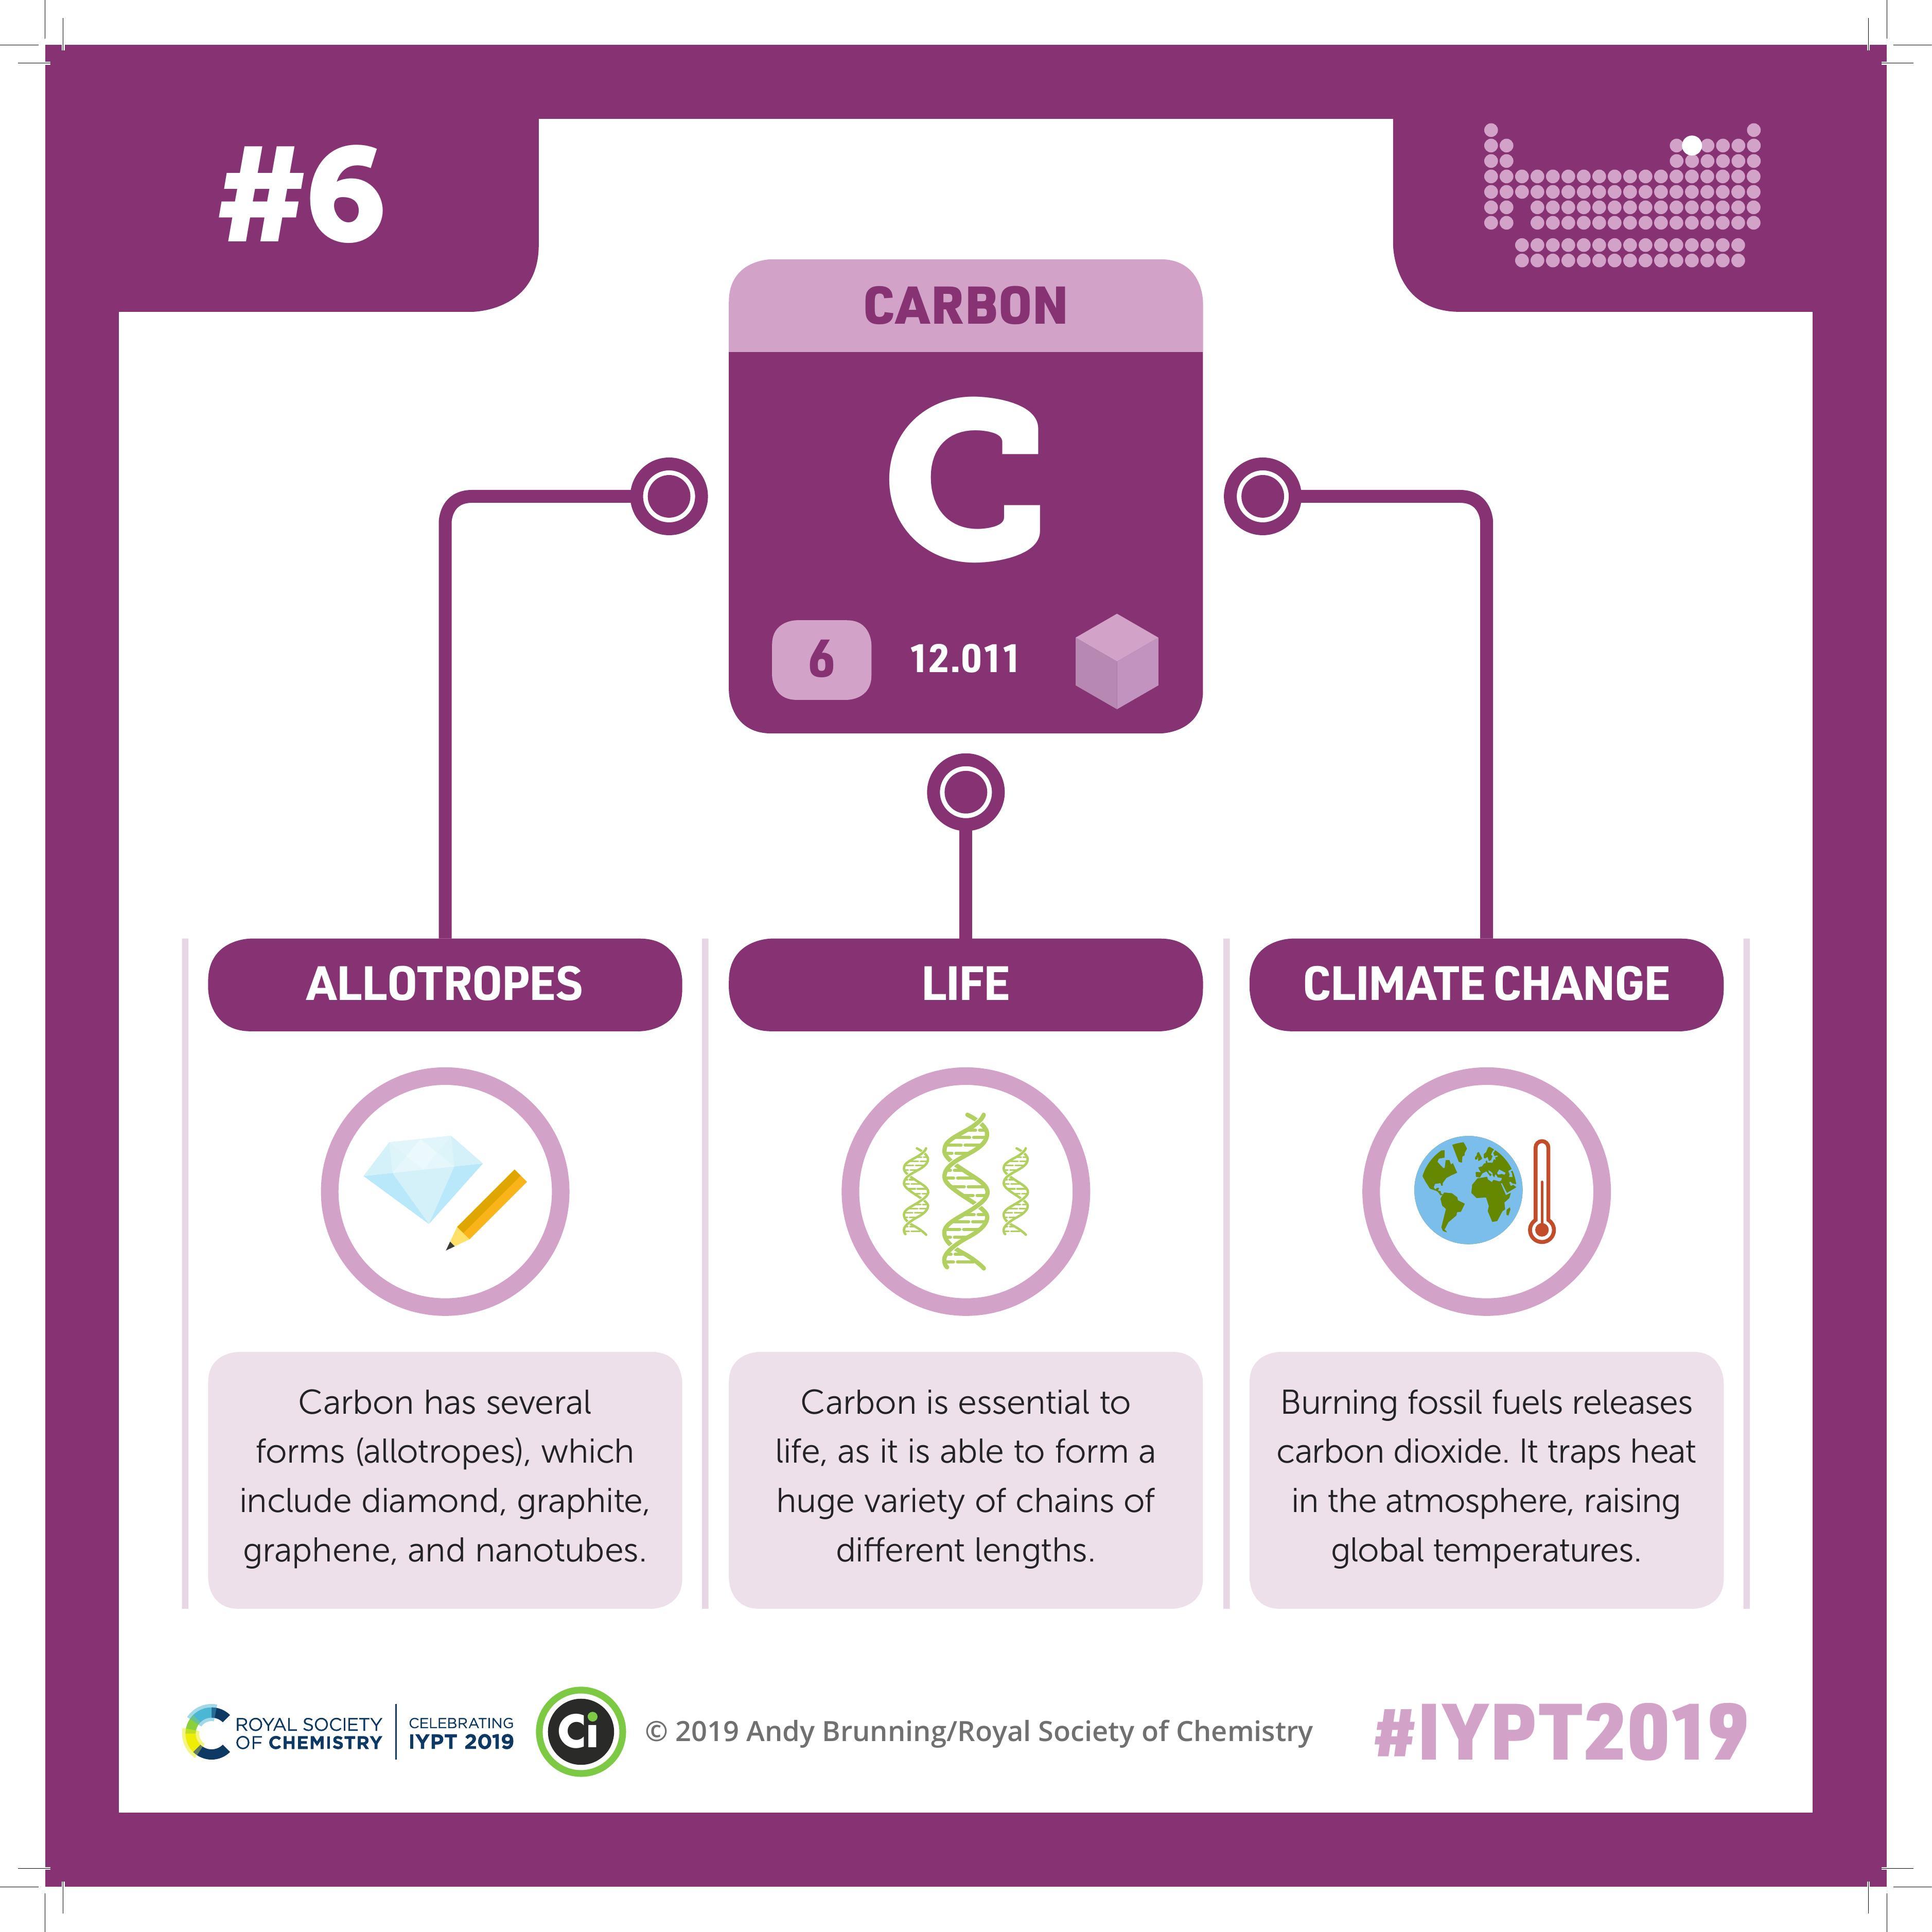 #6
CARBON
C
6 12.011
ALLOTROPES
Carbon has several
forms (allotropes), which
include diamond, graphite,
graphene, and nanotubes.
LIFE
Carbon is essential to
life, as it is able to form a
huge variety of chains of
different lengths.
CLIMATE CHANGE
Burning fossil fuels releases
carbon dioxide. It traps heat
in the atmosphere, raising
global temperatures.
ROYAL SOCIETY
OF CHEMISTRY
CELEBRATING
IYPT 2019
Ci
© 2019 Andy Brunning/Royal Society of Chemistry
#IYPT2019